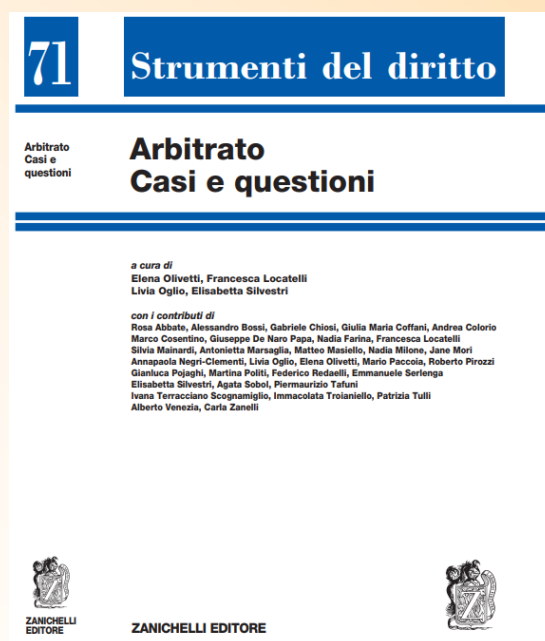 71
Strumenti del diritto
Arbitrato
Casi e
questioni
Arbitrato
Casi e questioni
a cura di
Elena Olivetti, Francesca Locatelli
Livia Oglio, Elisabetta Silvestri
con i contributi di
Rosa Abbate, Alessandro Bossi, Gabriele Chiosi, Giulia Maria Coffani, Andrea Colorio
Marco Cosentino, Giuseppe De Naro Papa, Nadia Farina, Francesca Locatelli
Silvia Mainardi, Antonietta Marsaglia, Matteo Masiello, Nadia Milone, Jane Mori
Annapaola Negri-Clementi, Livia Oglio, Elena Olivetti, Mario Paccoia, Roberto Pirozzi
Gianluca Pojaghi, Martina Politi, Federico Redaelli, Emmanuele Serlenga
Elisabetta Silvestri, Agata Sobol, Piermaurizio Tafuni
Ivana Terracciano Scognamiglio, Immacolata Troianiello, Patrizia Tulli
Alberto Venezia, Carla Zanelli
ZANICHELLI
EDITORE
ZANICHELLI EDITORE